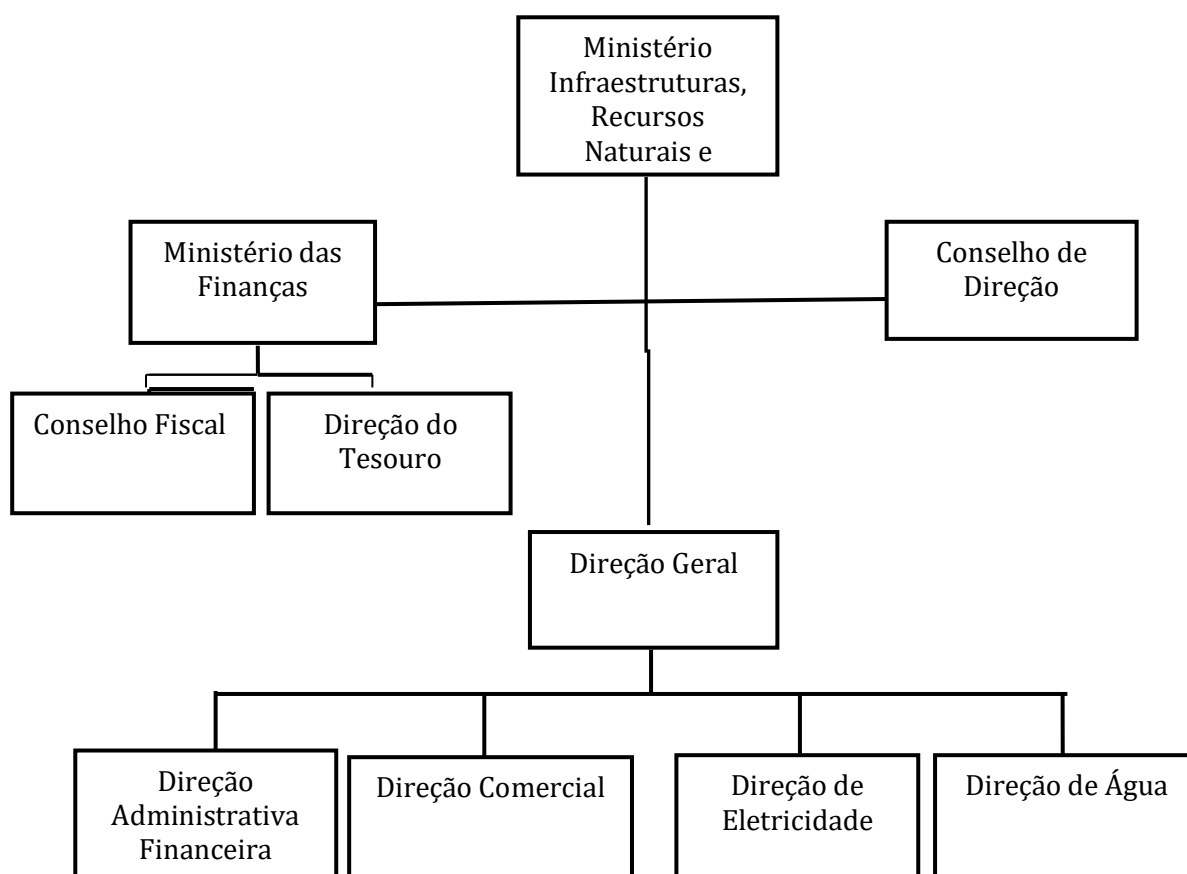 Ministério
Infraestruturas,
Recursos
Naturais e
Ministério das
Finanças
Conselho de
Direção
Conselho Fiscal
Direção do
Tesouro
Direção Geral
Direção
Administrativa
Financeira
Direção Comercial
Direção de
Eletricidade
Direção de Água